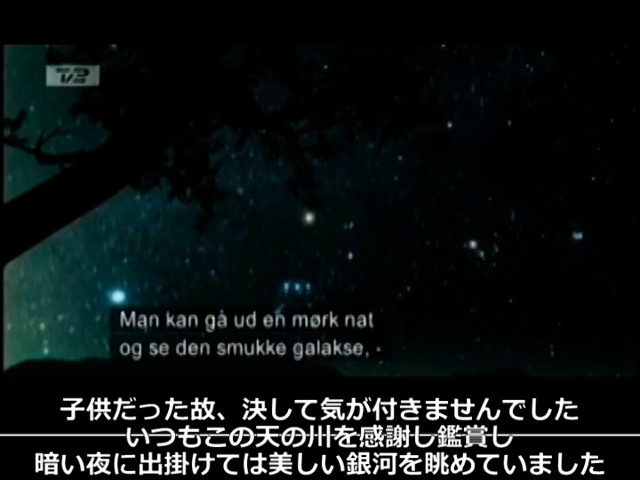 TV2
Man kan gå ud en mørk nat
og se den smukke galakse, -
子供だった故、決して気が付きませんでした
いつもこの天の川を感謝し鑑賞し
暗い夜に出掛けては美しい銀河を眺めていました